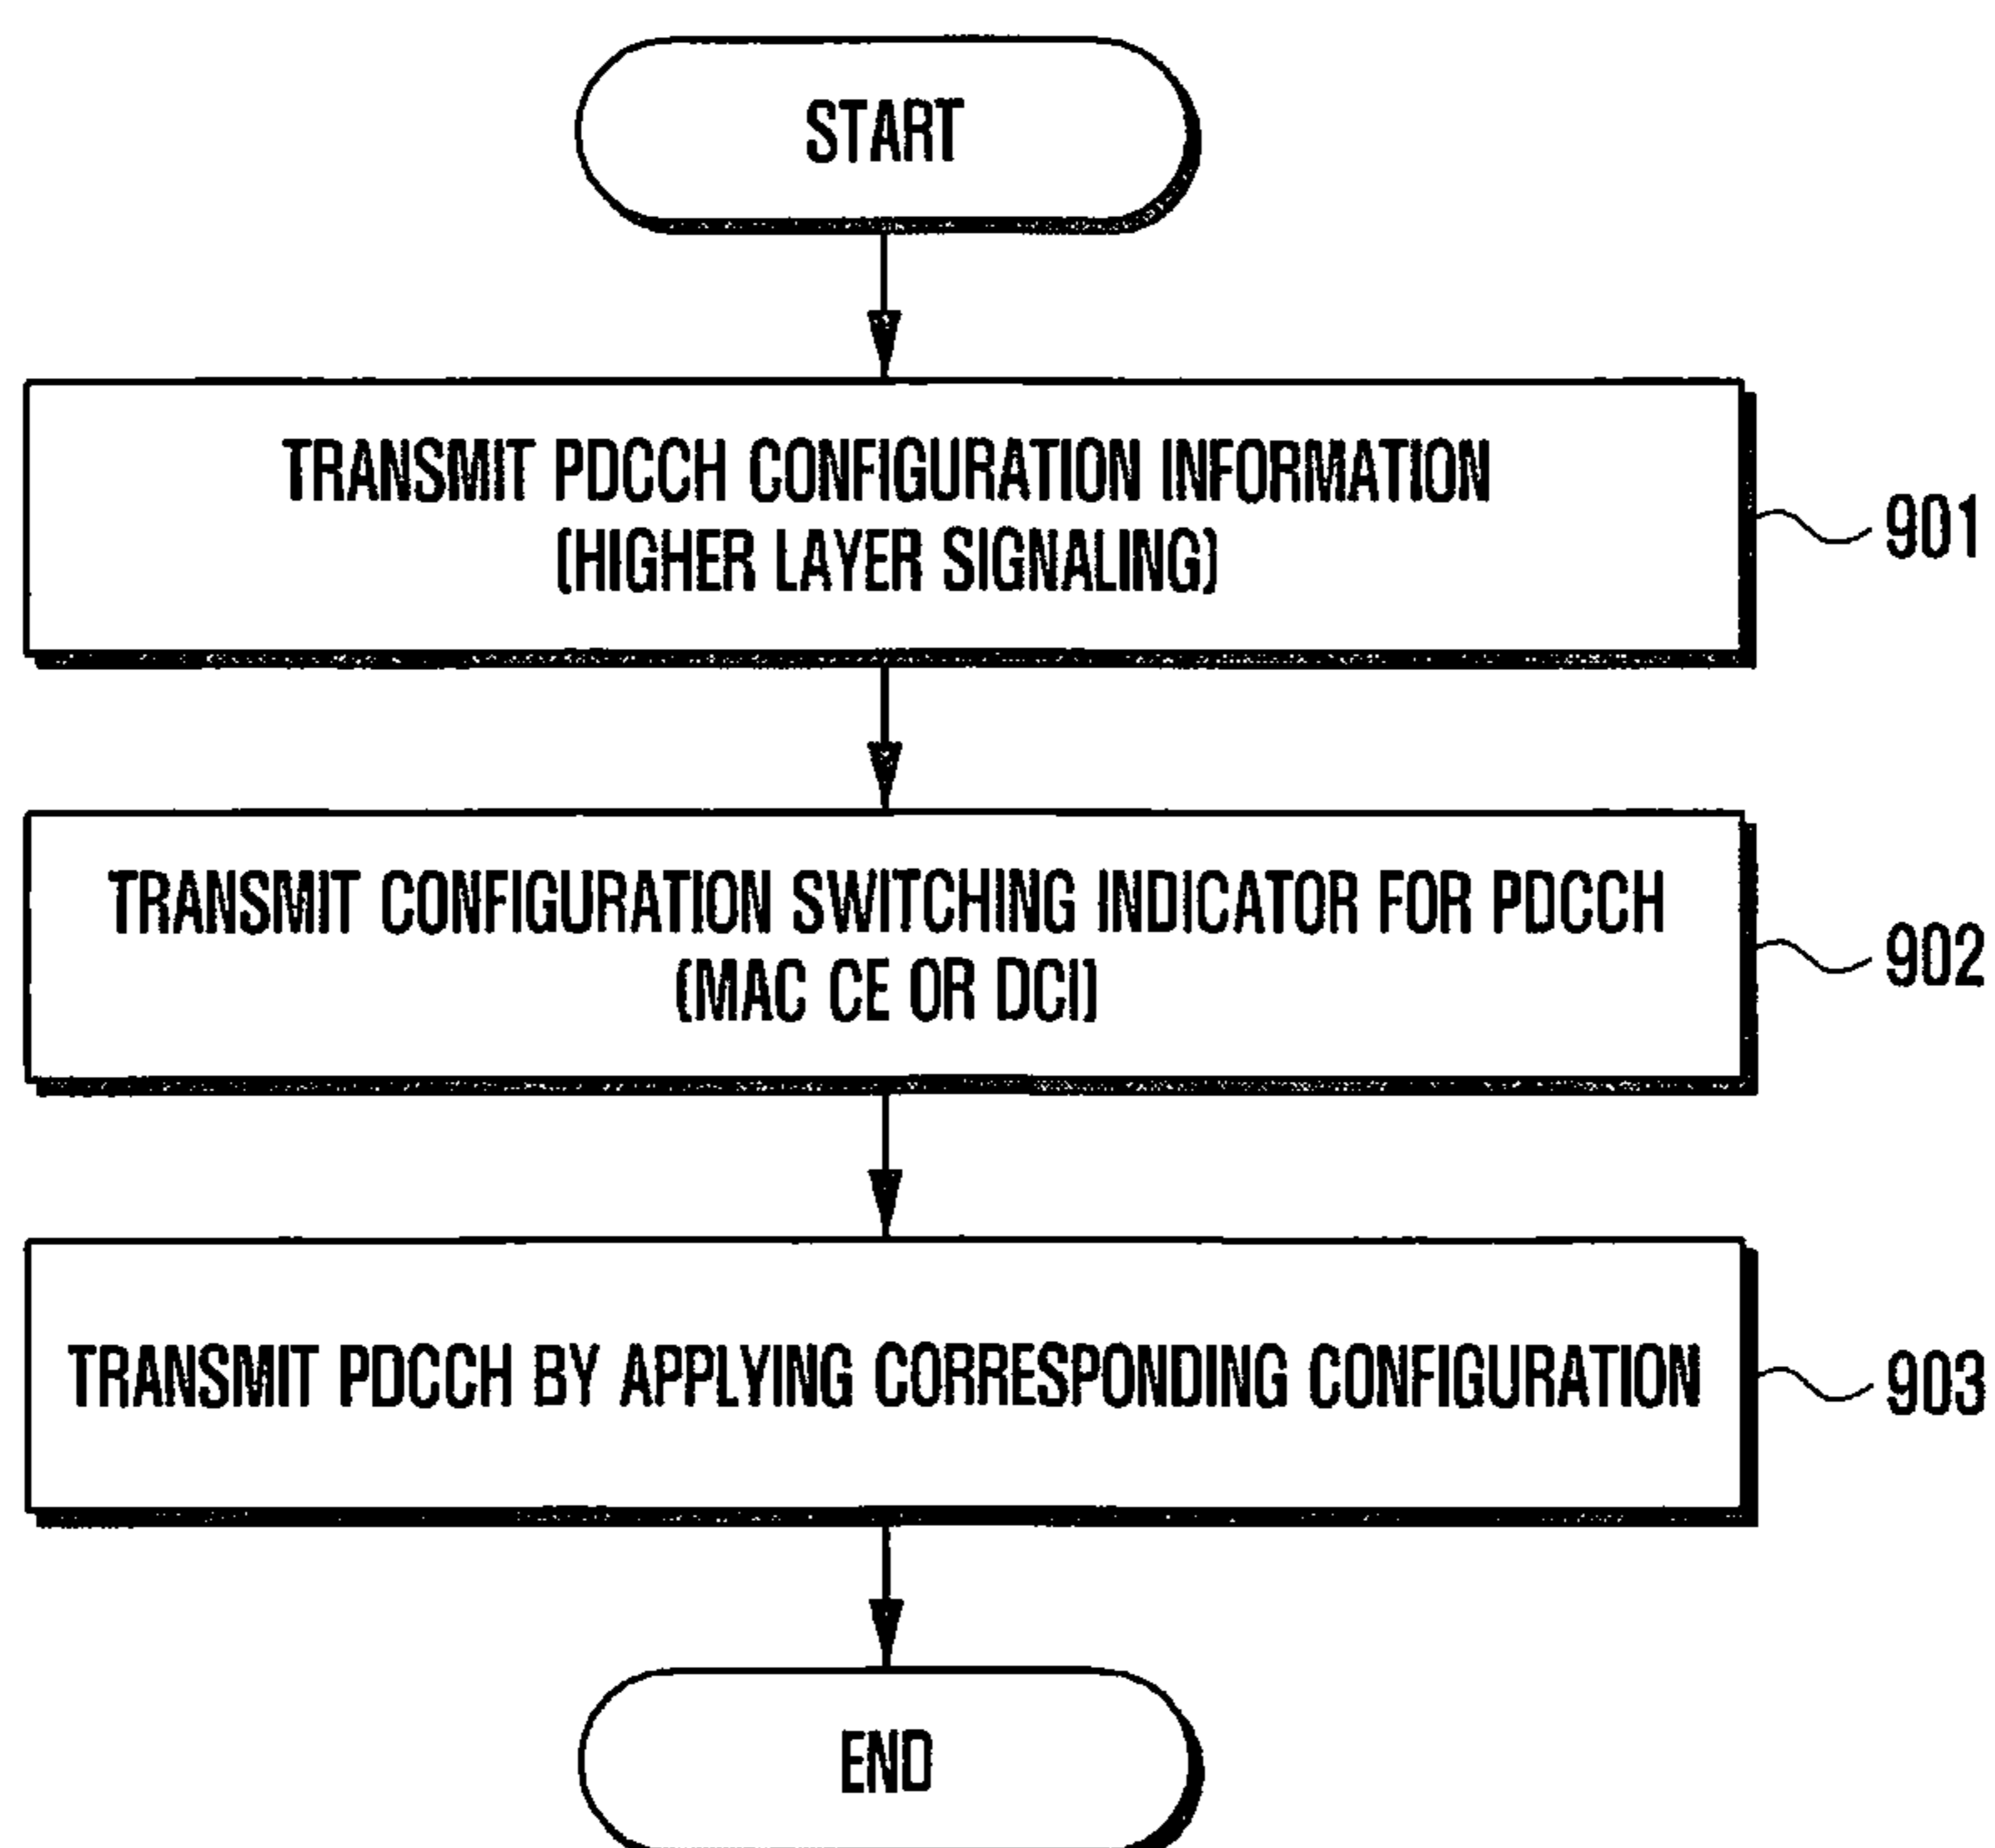 START
TRANSMIT PDCCH CONFIGURATION INFORMATION
(HIGHER LAYER SIGNALING)
901
TRANSMIT CONFIGURATION SWITCHING INDICATOR FOR PDCCH
(MAC CE OR DCI)
902
TRANSMIT PDCCH BY APPLYING CORRESPONDING CONFIGURATION
903
END